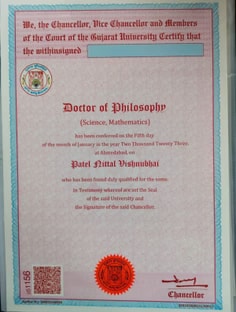 We, the Chancellor, Vice Chancellor and Members
of the Court of the Gujarat University Certify that
the withinsigned
Doctor of Philosophy
(Science, Mathematics)
has been conferred on the Fifth day
of the month of January in the year Two Thousand Twenty Three,
at Ahmedabad, on
Patel Nittal Vishnubhai
who has been found duly qualified for the same.
In Testimony whereof are set the Seal
of the said University and
the Signature of the said Chancellor.
Chancellor